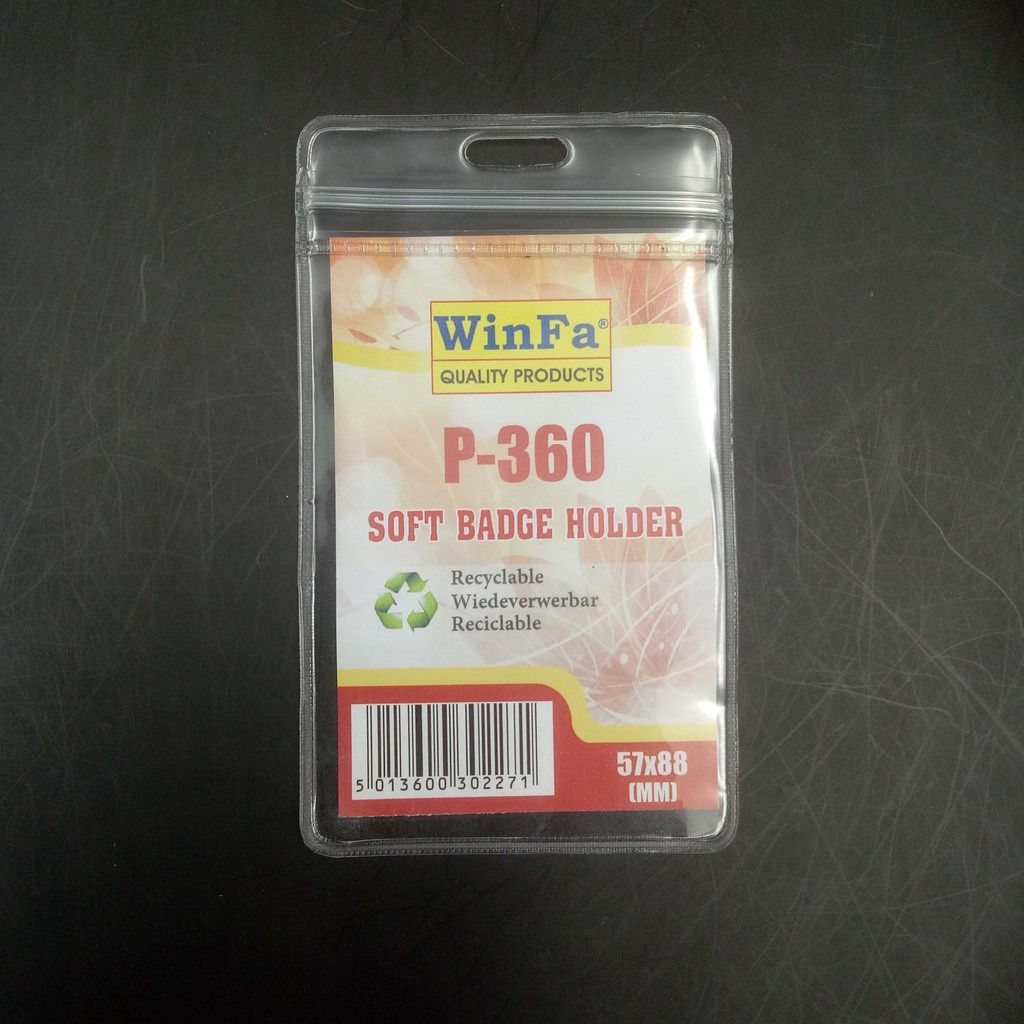 WinFa®
QUALITY PRODUCTS
P-360
SOFT BADGE HOLDER
Recyclable
Wiedeverwerbar
Reciclable
5 013600 302271
57x88
(MM)